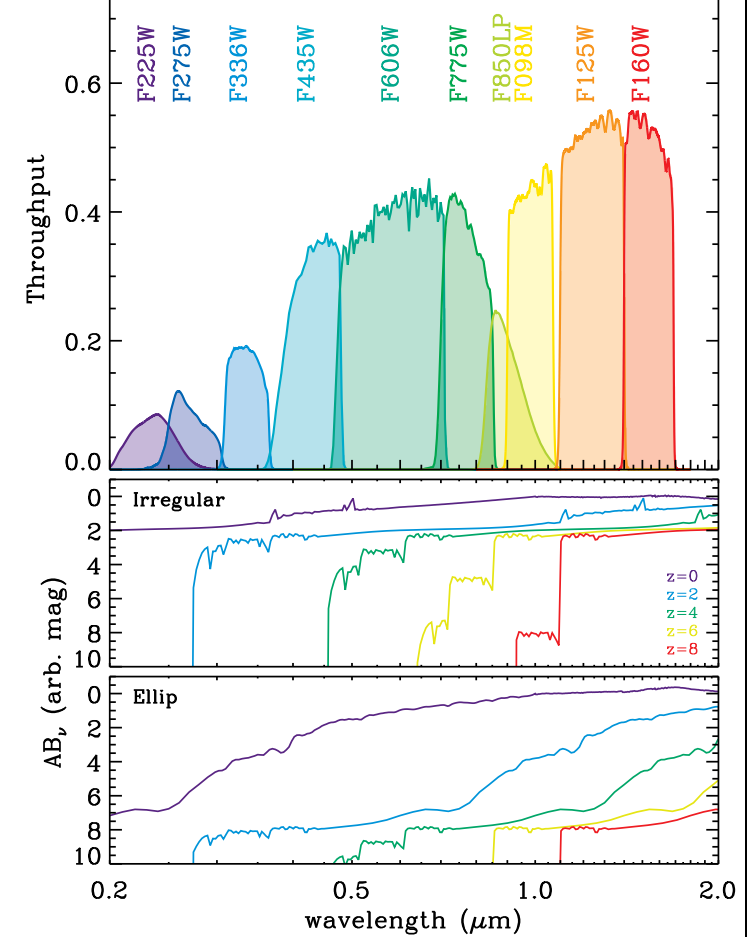 F225W
F275W
F336W
F435W
F606W
F775W
F850LP
F098M
F125W
F160W
Throughput
0.6
0.4
0.2
0.0
Irregular
0
2
4
6
8
10
z=0
z=2
z=4
z=6
z=8
ABν (arb. mag)
Ellip
0
2
4
6
8
10
0.2 0.5 1.0 2.0
wavelength (μm)